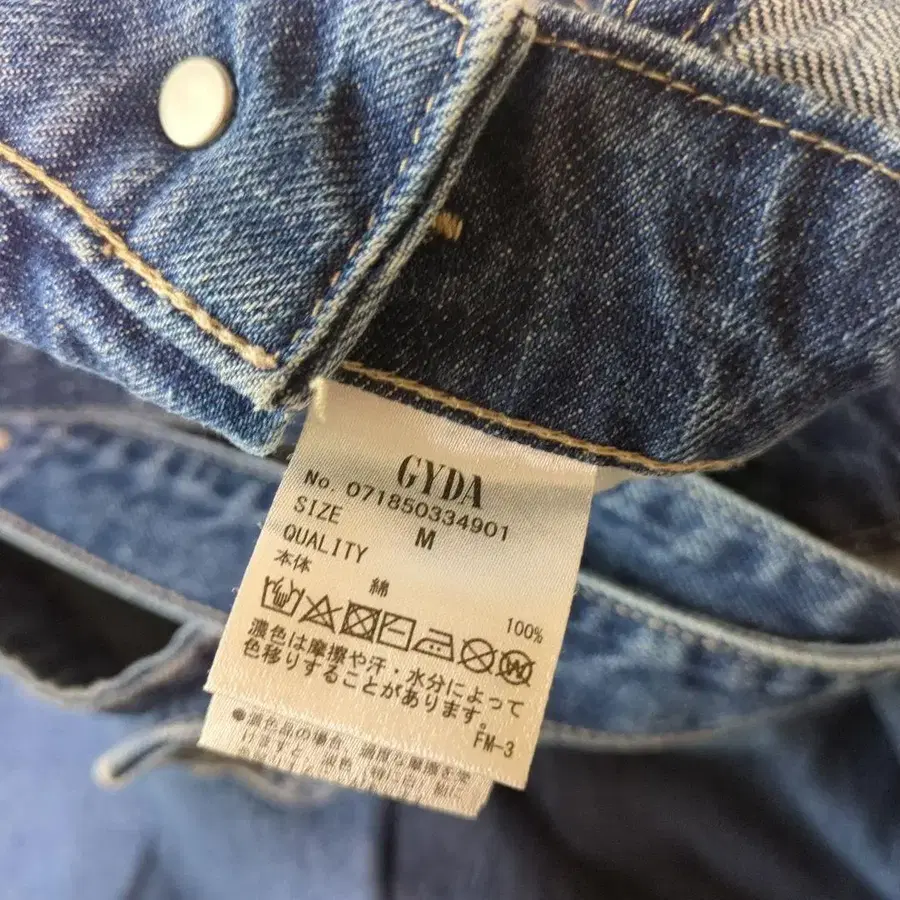 GYDA
No. 071850334901
SIZE M
QUALITY
本体 綿 100%
濃色は摩擦や汗・水分によって
色移りすることがあります。
FM-3